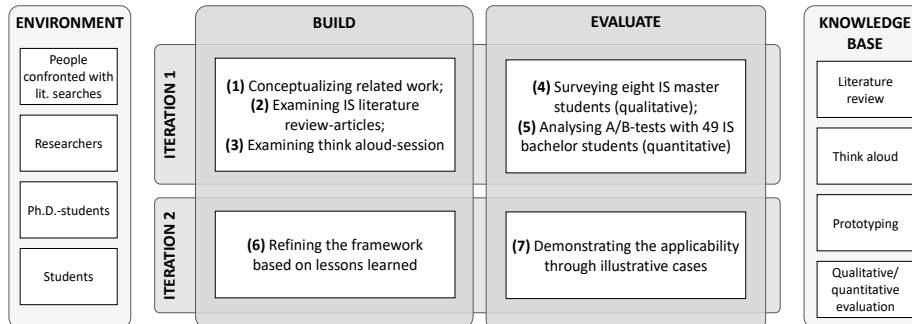 ENVIRONMENT
People
confronted with
lit. searches
Researchers
Ph.D.-students
Students
BUILD
EVALUATE
ITERATION 1
(1) Conceptualizing related work;
(2) Examining IS literature
review-articles;
(3) Examining think aloud-session
(4) Surveying eight IS master
students (qualitative);
(5) Analysing A/B-tests with 49 IS
bachelor students (quantitative)
ITERATION 2
(6) Refining the framework
based on lessons learned
(7) Demonstrating the applicability
through illustrative cases
KNOWLEDGE
BASE
Literature
review
Think aloud
Prototyping
Qualitative/
quantitative
evaluation